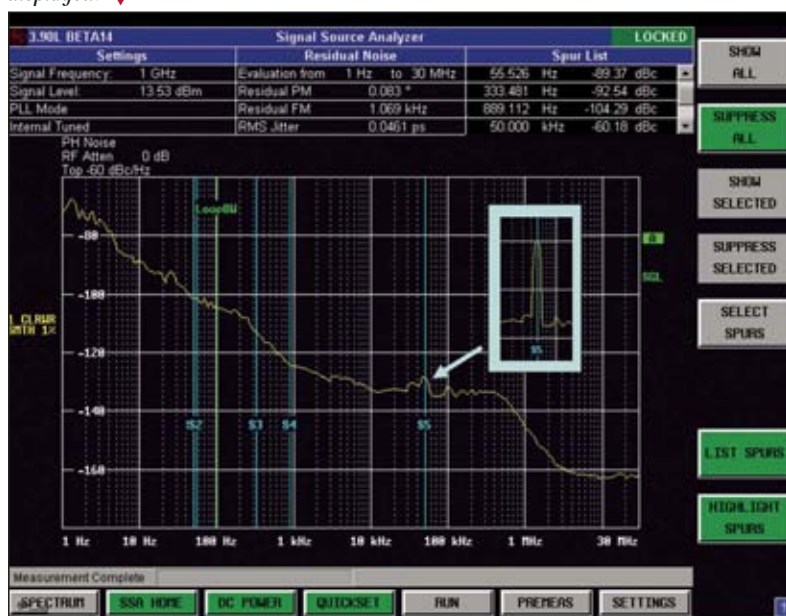 displayed.
3.90L BETA14 Signal Source Analyzer LOCKED
Settings Residual Noise Spur List
Signal Frequency: 1 GHz Evaluation from 1 Hz to 30 MHz 55.526 Hz -89.37 dBc
Signal Level: 13.53 dBm Residual PM 0.083 ° 333.481 Hz -92.54 dBc
PLL Mode Residual FM 1.069 kHz 889.112 Hz -104.29 dBc
Internal Tuned RMS Jitter 0.0461 ps 50.000 kHz -60.18 dBc
PH Noise
RF Atten 0 dB
Top -60 dBc/Hz
LoopBW
-80
A
SGL
-100
1 CLRWR
SMTH 1%
-120
S5
-140
S2 S3 S4 S5
-160
1 Hz 10 Hz 100 Hz 1 kHz 10 kHz 100 kHz 1 MHz 30 MHz
Measurement Complete
SPECTRUM SSA HOME DC POWER QUICKSET RUN PREMEAS SETTINGS
SHOW
ALL
SUPPRESS
ALL
SHOW
SELECTED
SUPPRESS
SELECTED
SELECT
SPURS
LIST SPURS
HIGHLIGHT
SPURS